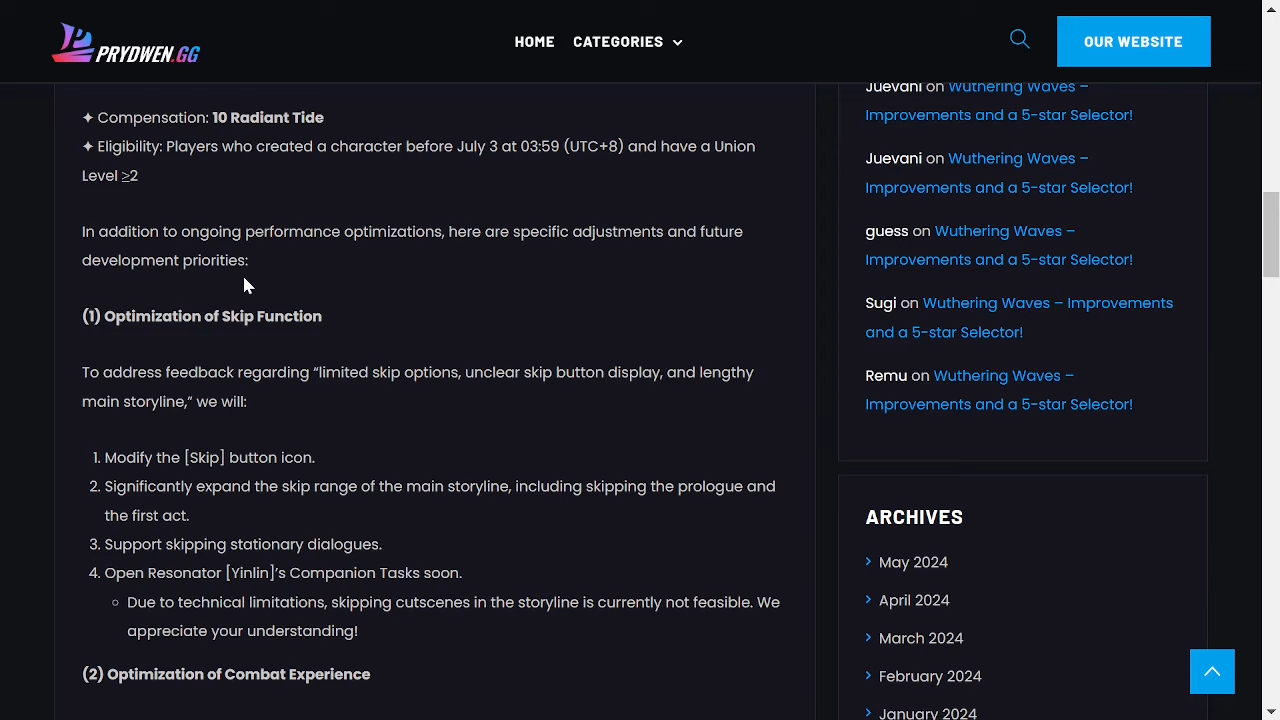 PRYDWEN.GG
HOME
CATEGORIES
OUR WEBSITE
✦ Compensation: 10 Radiant Tide
✦ Eligibility: Players who created a character before July 3 at 03:59 (UTC+8) and have a Union
Level ≥2
In addition to ongoing performance optimizations, here are specific adjustments and future
development priorities:
(1) Optimization of Skip Function
To address feedback regarding “limited skip options, unclear skip button display, and lengthy
main storyline,” we will:
1. Modify the [Skip] button icon.
2. Significantly expand the skip range of the main storyline, including skipping the prologue and
the first act.
3. Support skipping stationary dialogues.
4. Open Resonator [Yinlin]’s Companion Tasks soon.
Due to technical limitations, skipping cutscenes in the storyline is currently not feasible. We
appreciate your understanding!
(2) Optimization of Combat Experience
Juevani on Wuthering Waves –
Improvements and a 5-star Selector!
Juevani on Wuthering Waves –
Improvements and a 5-star Selector!
guess on Wuthering Waves –
Improvements and a 5-star Selector!
Sugi on Wuthering Waves – Improvements
and a 5-star Selector!
Remu on Wuthering Waves –
Improvements and a 5-star Selector!
ARCHIVES
May 2024
April 2024
March 2024
February 2024
January 2024